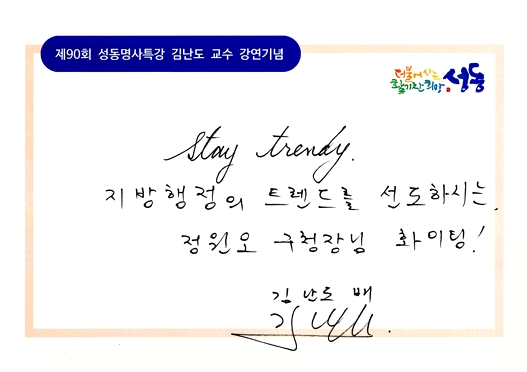 제90회 성동명사특강 김난도 교수 강연기념
더불어사는
활기찬 희망 성동
Stay trendy.
지방행정의 트렌드를 선도하시는
정원오 구청장님 화이팅!
김난도 배